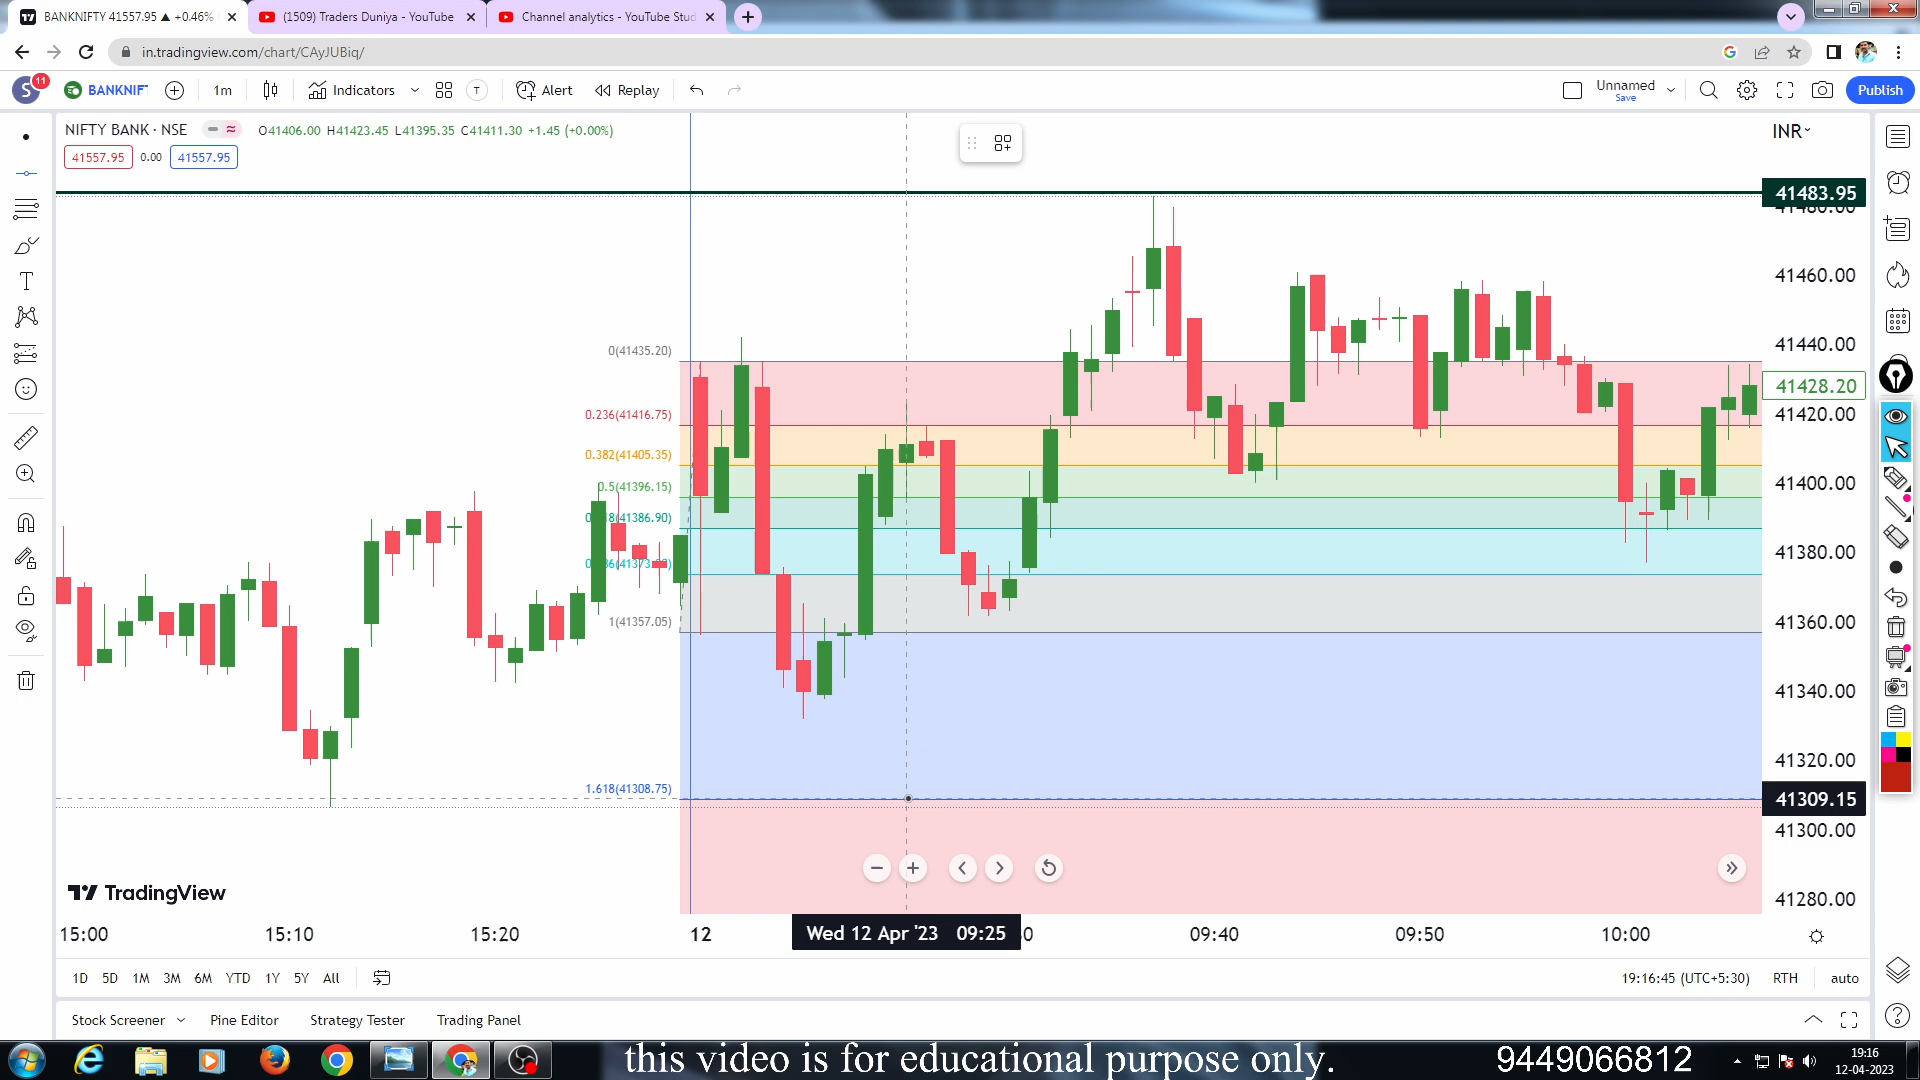 BANKNIFTY 41557.95 ▲ +0.46%
(1509) Traders Duniya - YouTube
Channel analytics - YouTube Stud
in.tradingview.com/chart/CAyJUBiq/
S 11
BANKNIF
1m
Indicators
T
Alert
Replay
Unnamed
Save
Publish
NIFTY BANK · NSE
O41406.00 H41423.45 L41395.35 C41411.30 +1.45 (+0.00%)
INR
41557.95 0.00 41557.95
41483.95
41480.00
41460.00
0(41435.20)
41440.00
41428.20
0.236(41416.75)
41420.00
0.382(41405.35)
0.5(41396.15)
41400.00
41380.00
1(41357.05)
41360.00
41340.00
41320.00
1.618(41308.75)
41309.15
41300.00
TradingView
41280.00
15:00 15:10 15:20 12 Wed 12 Apr '23 09:25 09:40 09:50 10:00
1D 5D 1M 3M 6M YTD 1Y 5Y All
19:16:45 (UTC+5:30) RTH auto
Stock Screener Pine Editor Strategy Tester Trading Panel
this video is for educational purpose only.
9449066812
19:16
12-04-2023